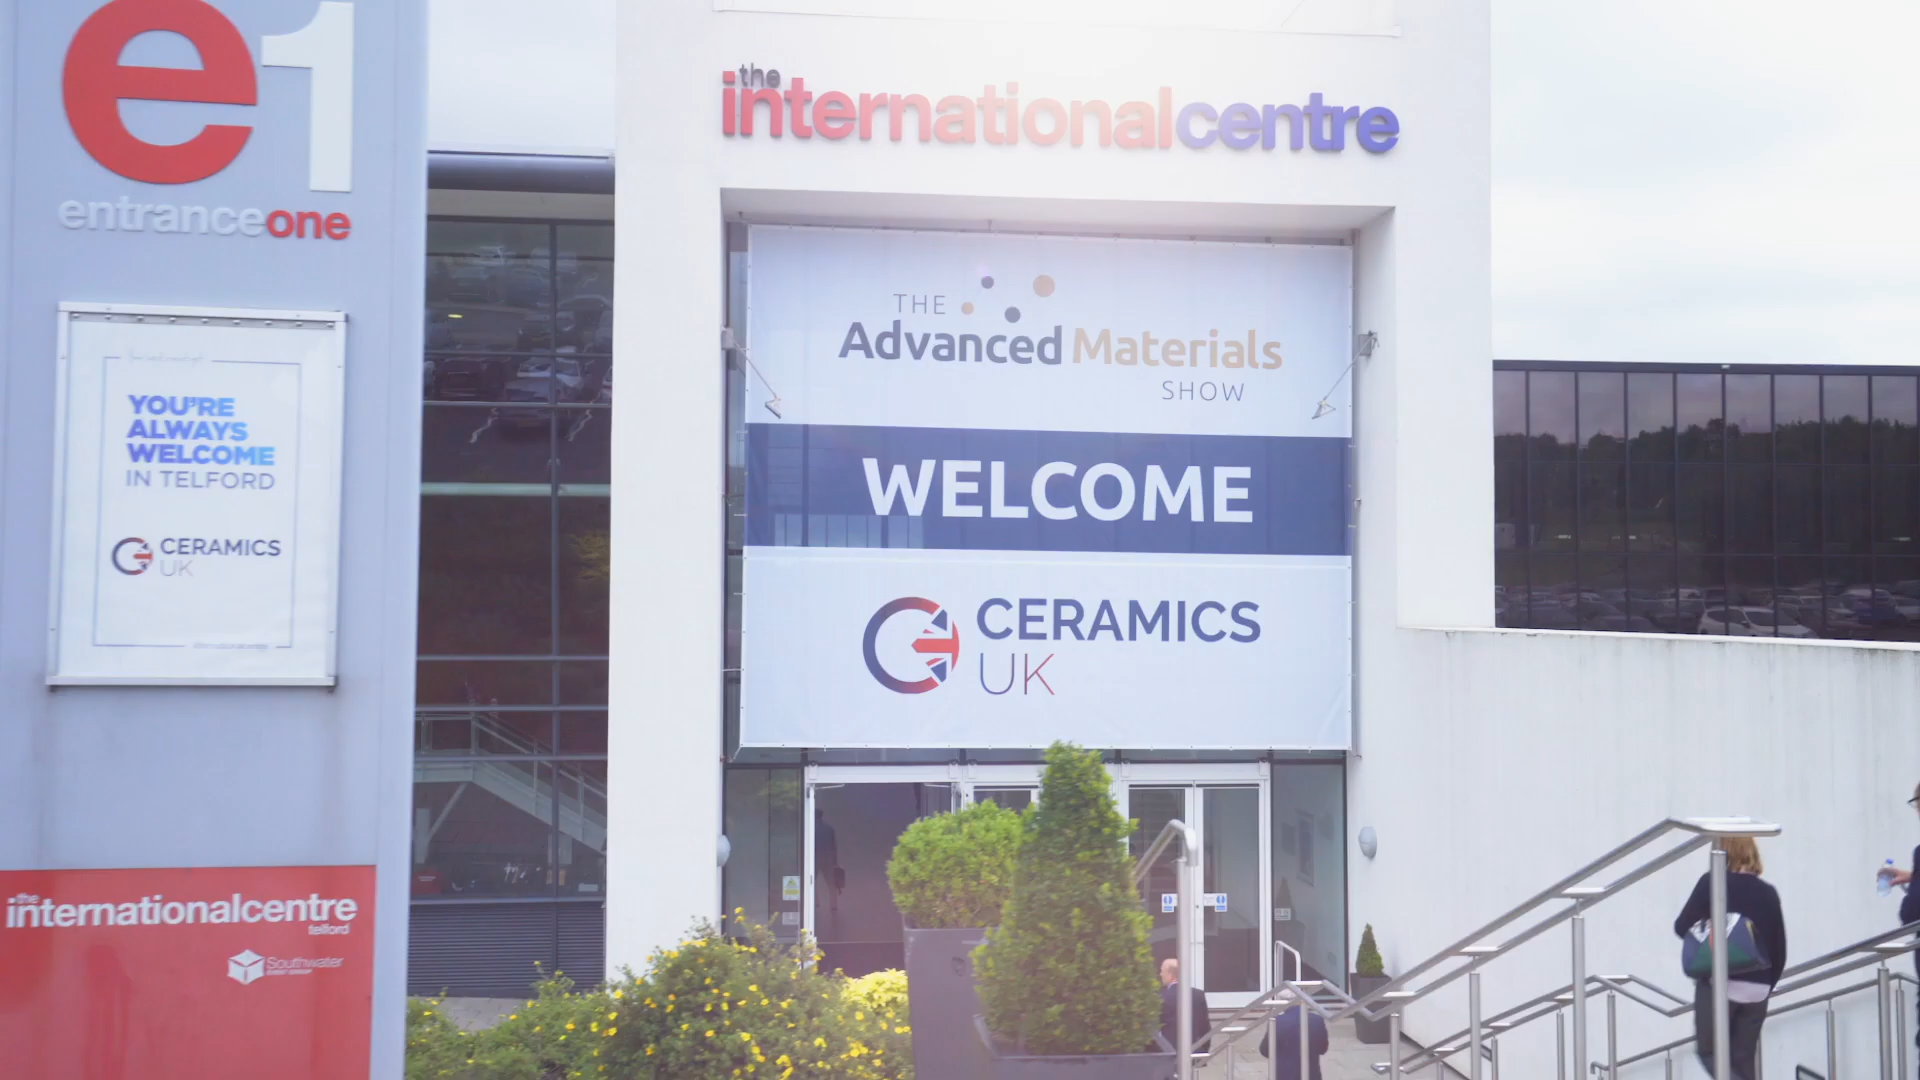 e1
entranceone
YOU'RE
ALWAYS
WELCOME
IN TELFORD
CERAMICS
UK
the
internationalcentre
telford
Southwater
the
internationalcentre
THE
Advanced Materials
SHOW
WELCOME
CERAMICS
UK